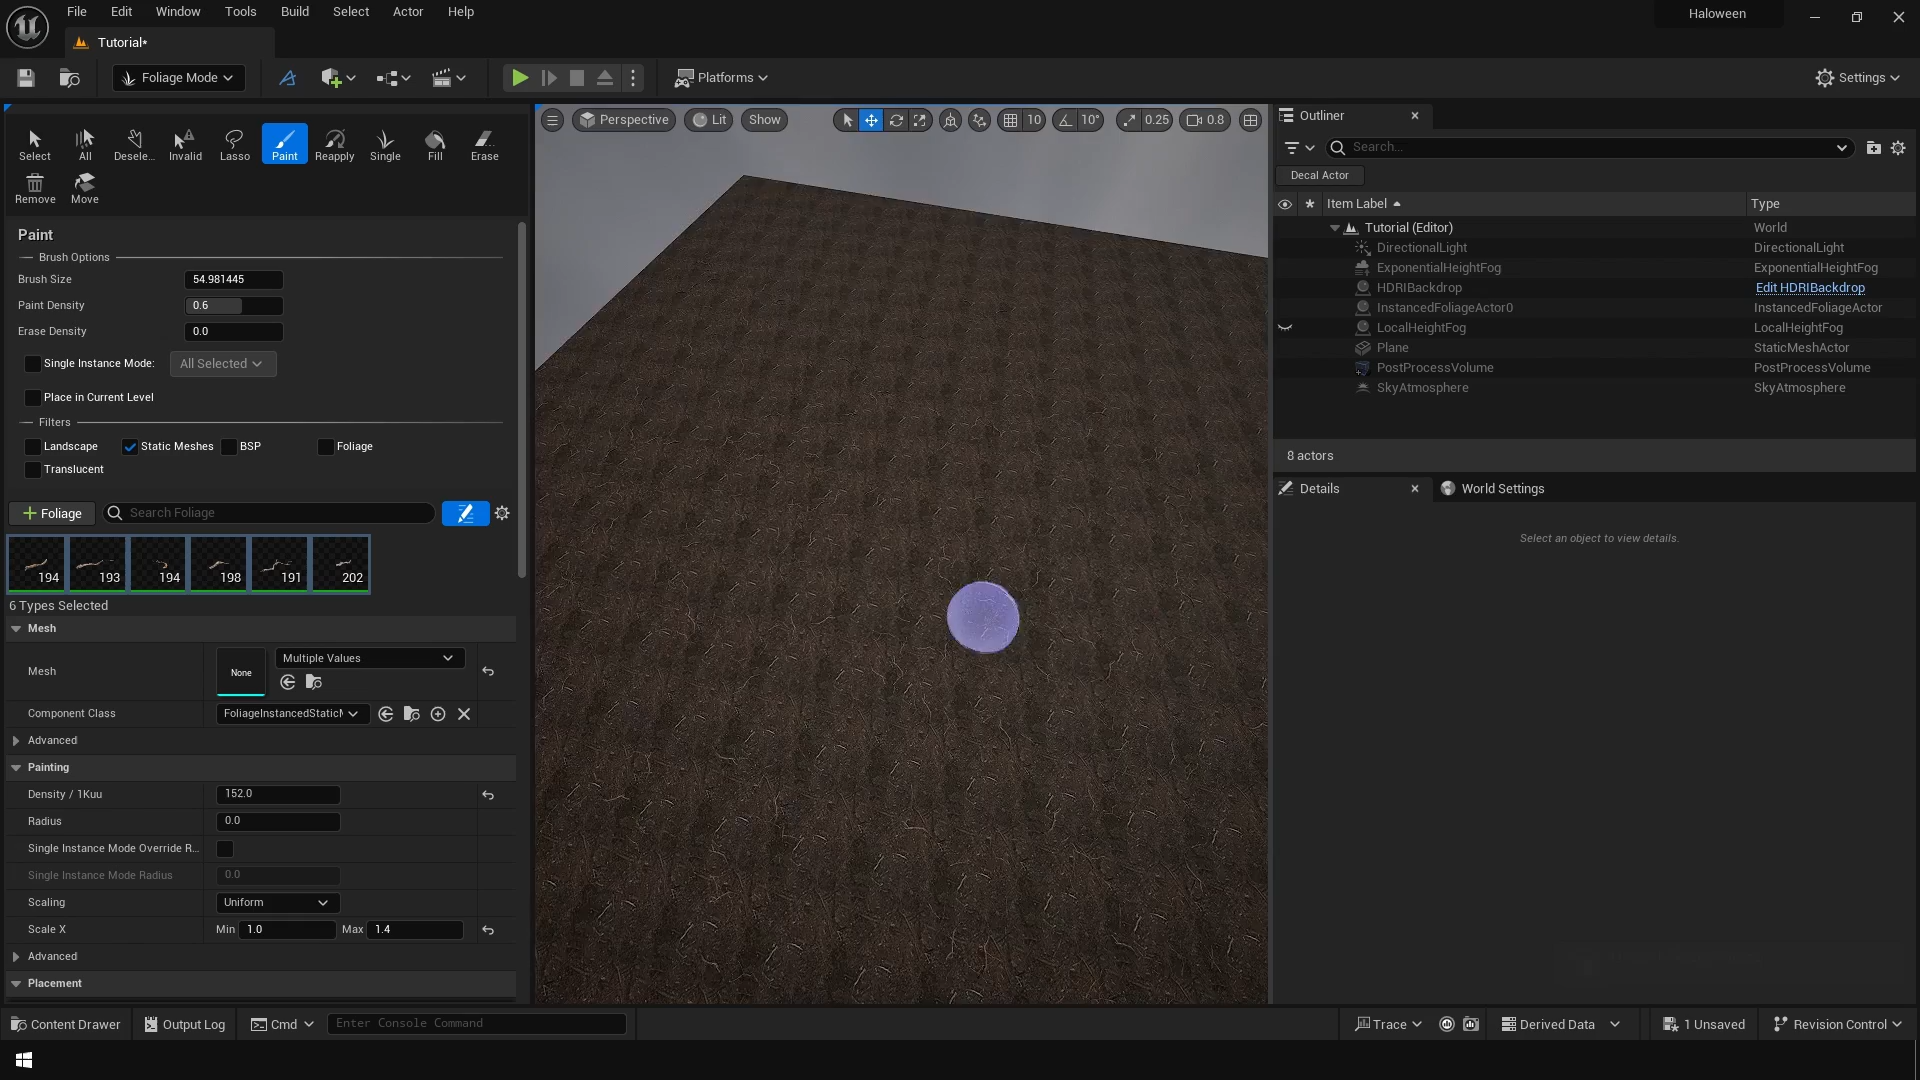 File Edit Window Tools Build Select Actor Help
Haloween
Tutorial*
Foliage Mode
Platforms
Settings
Select All Desele... Invalid Lasso Paint Reapply Single Fill Erase
Remove Move
Perspective Lit Show 10 10° 0.25 0.8
Paint
Brush Options
Brush Size 54.981445
Paint Density 0.6
Erase Density 0.0
Single Instance Mode: All Selected
Place in Current Level
Filters
Landscape Static Meshes BSP Foliage
Translucent
Foliage Search Foliage
194 193 194 198 191 202
6 Types Selected
Mesh
Mesh None Multiple Values
Component Class FoliageInstancedStaticM
Advanced
Painting
Density / 1Kuu 152.0
Radius 0.0
Single Instance Mode Override R...
Single Instance Mode Radius 0.0
Scaling Uniform
Scale X Min 1.0 Max 1.4
Advanced
Placement
Outliner
Search...
Decal Actor
Item Label Type
Tutorial (Editor) World
DirectionalLight DirectionalLight
ExponentialHeightFog ExponentialHeightFog
HDRIBackdrop Edit HDRIBackdrop
InstancedFoliageActor0 InstancedFoliageActor
LocalHeightFog LocalHeightFog
Plane StaticMeshActor
PostProcessVolume PostProcessVolume
SkyAtmosphere SkyAtmosphere
8 actors
Details World Settings
Select an object to view details.
Content Drawer Output Log Cmd Enter Console Command Trace Derived Data 1 Unsaved Revision Control